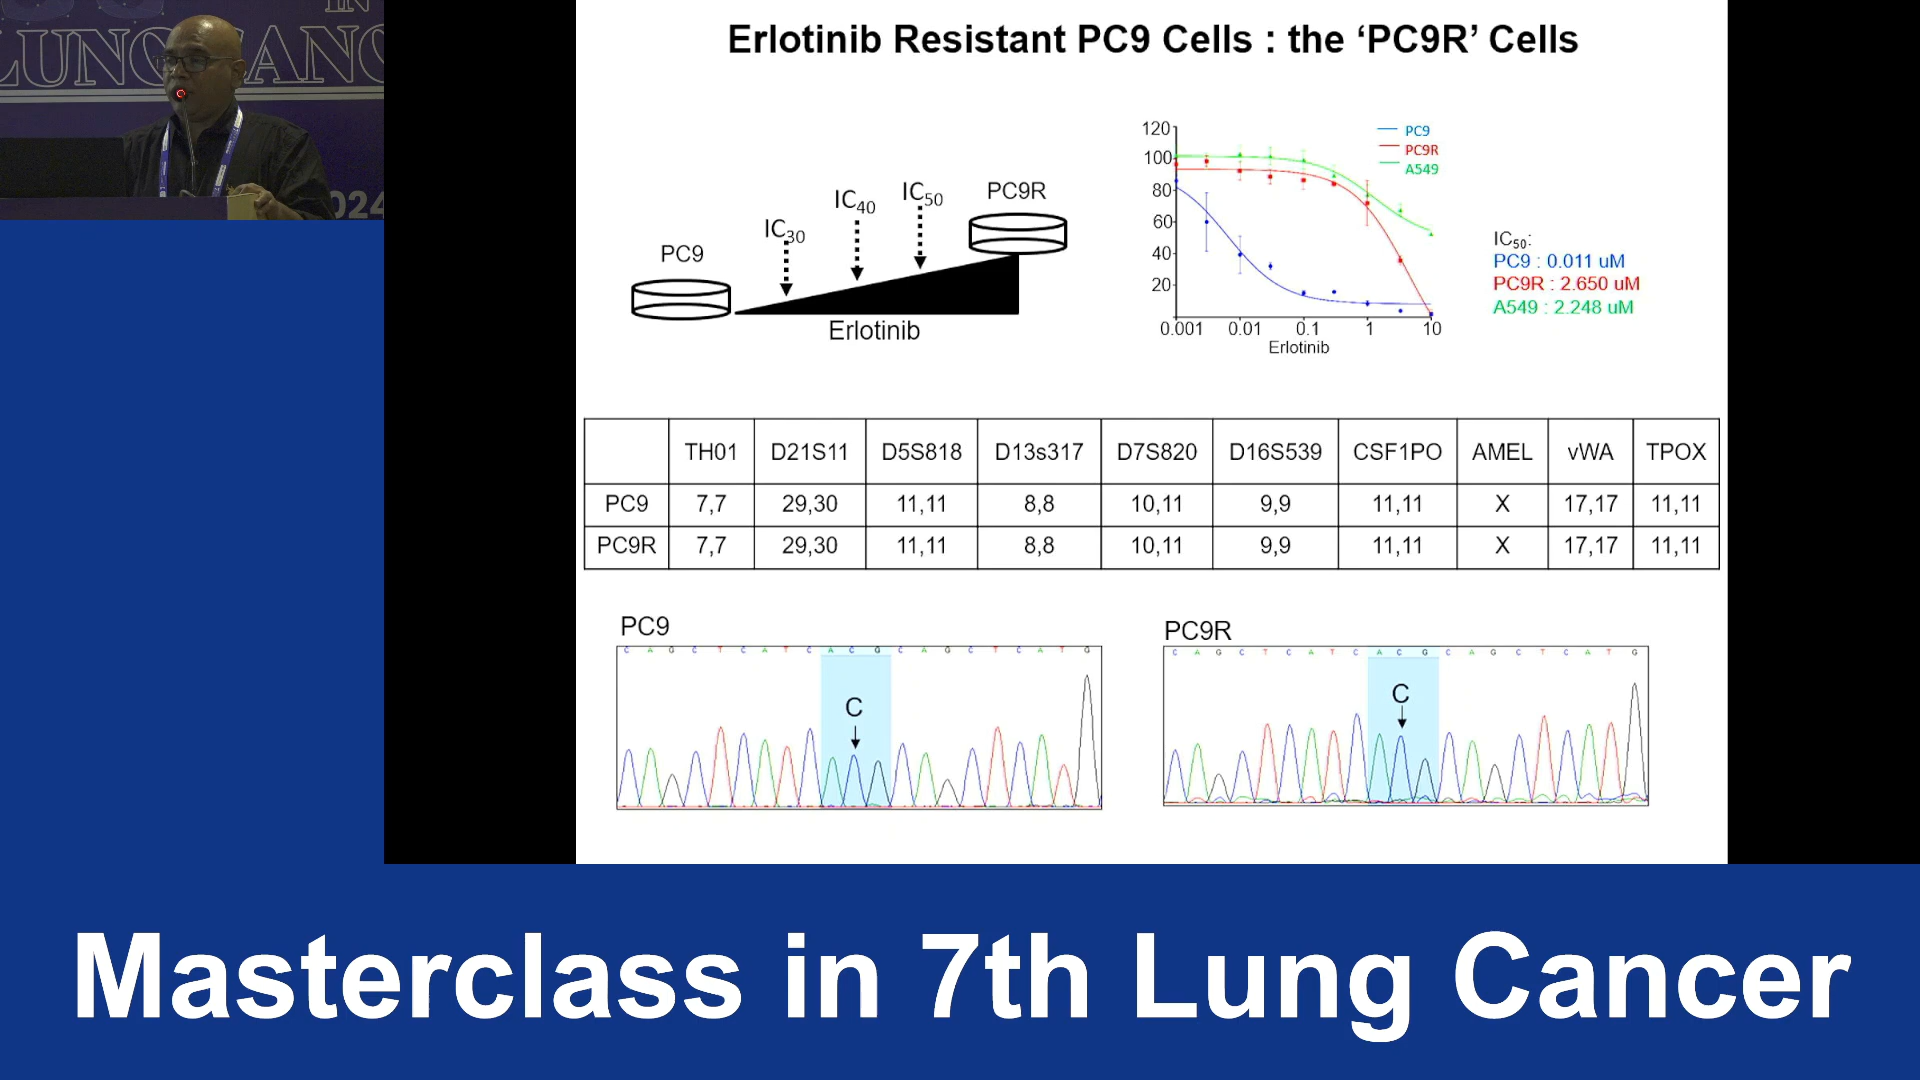 IN
LUNG CANC
2024
Erlotinib Resistant PC9 Cells : the ‘PC9R’ Cells
PC9
IC30
IC40
IC50
PC9R
Erlotinib
120
100
80
60
40
20
0.001 0.01 0.1 1 10
Erlotinib
PC9
PC9R
A549
IC50:
PC9 : 0.011 uM
PC9R : 2.650 uM
A549 : 2.248 uM
TH01 D21S11 D5S818 D13s317 D7S820 D16S539 CSF1PO AMEL vWA TPOX
PC9 7,7 29,30 11,11 8,8 10,11 9,9 11,11 X 17,17 11,11
PC9R 7,7 29,30 11,11 8,8 10,11 9,9 11,11 X 17,17 11,11
PC9
C A G C T C A T C A C G C A G C T C A T G
C
PC9R
C A G C T C A T C A C G C A G C T C A T G
C
Masterclass in 7th Lung Cancer